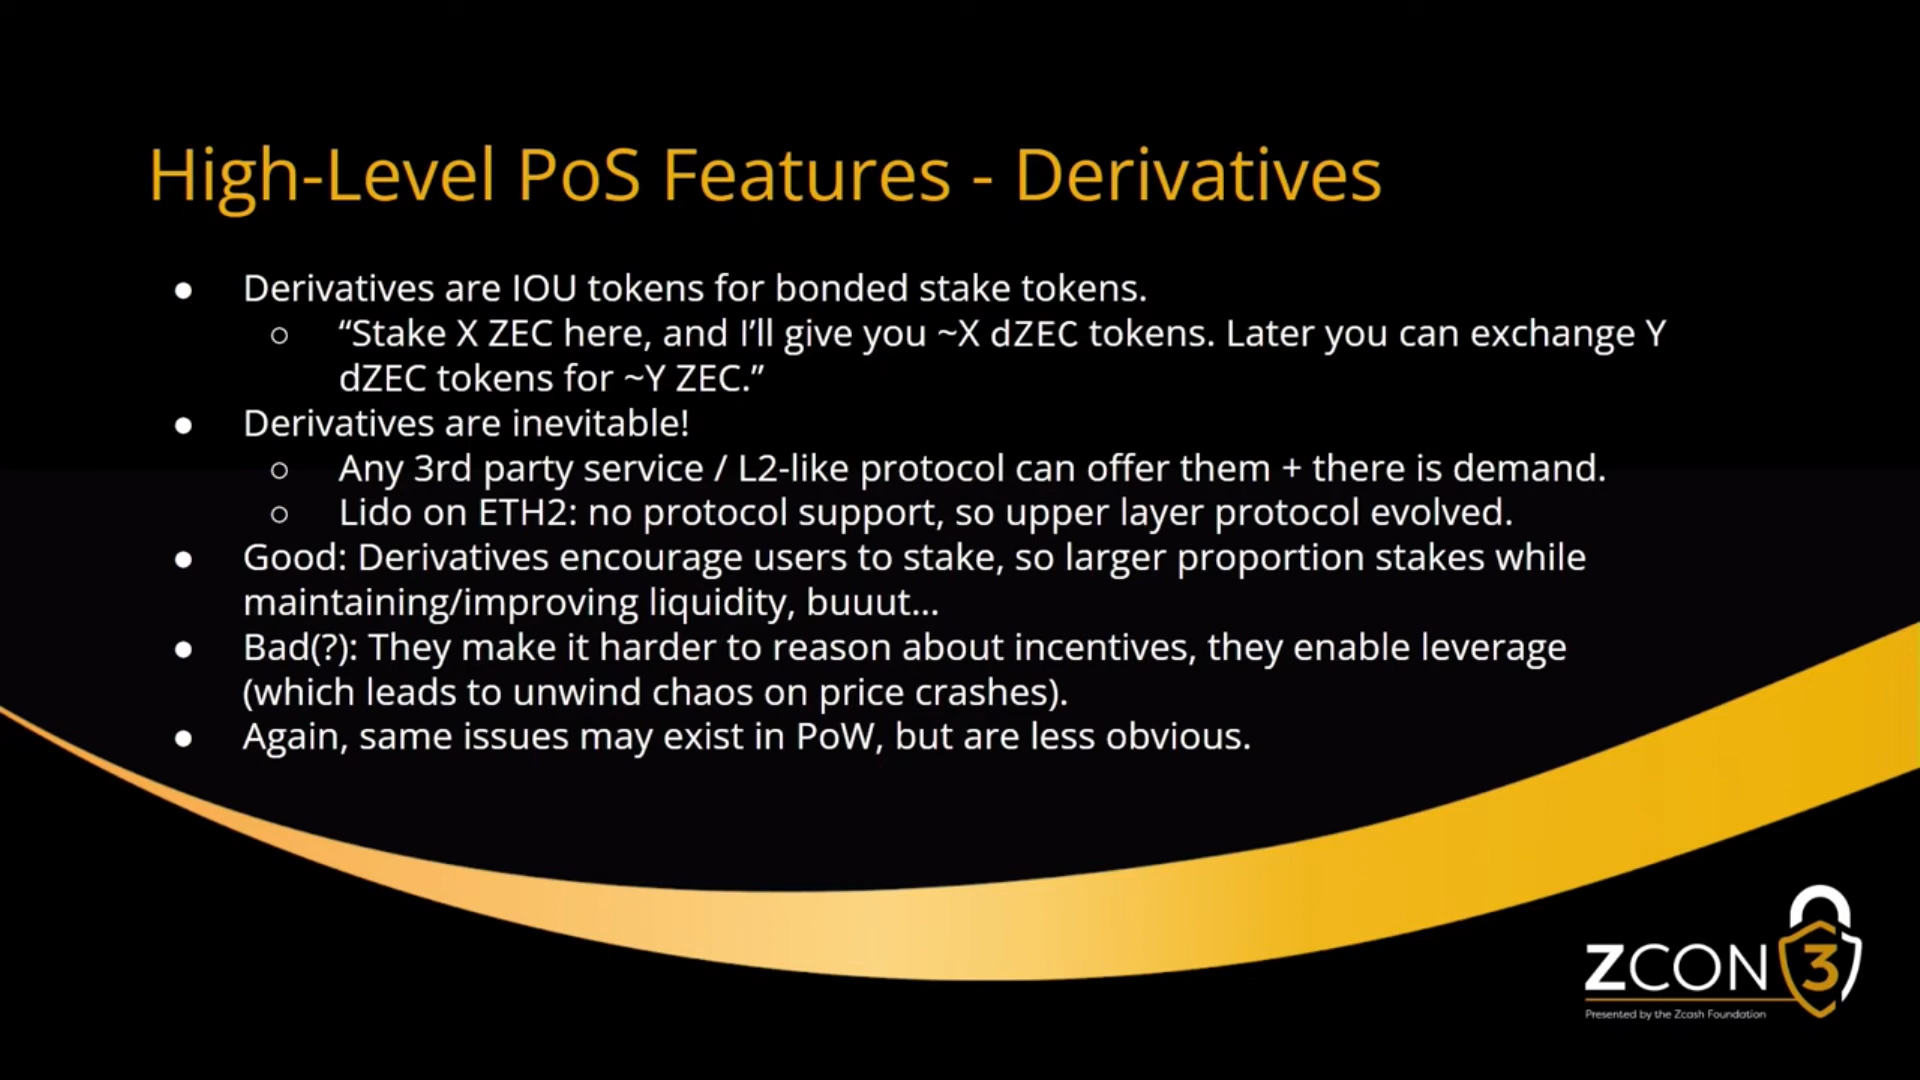 High-Level PoS Features - Derivatives
● Derivatives are IOU tokens for bonded stake tokens.
○ “Stake X ZEC here, and I’ll give you ~X dZEC tokens. Later you can exchange Y
dZEC tokens for ~Y ZEC.”
● Derivatives are inevitable!
○ Any 3rd party service / L2-like protocol can offer them + there is demand.
○ Lido on ETH2: no protocol support, so upper layer protocol evolved.
● Good: Derivatives encourage users to stake, so larger proportion stakes while
maintaining/improving liquidity, buuut...
● Bad(?): They make it harder to reason about incentives, they enable leverage
(which leads to unwind chaos on price crashes).
● Again, same issues may exist in PoW, but are less obvious.
ZCON 3
Presented by the Zcash Foundation